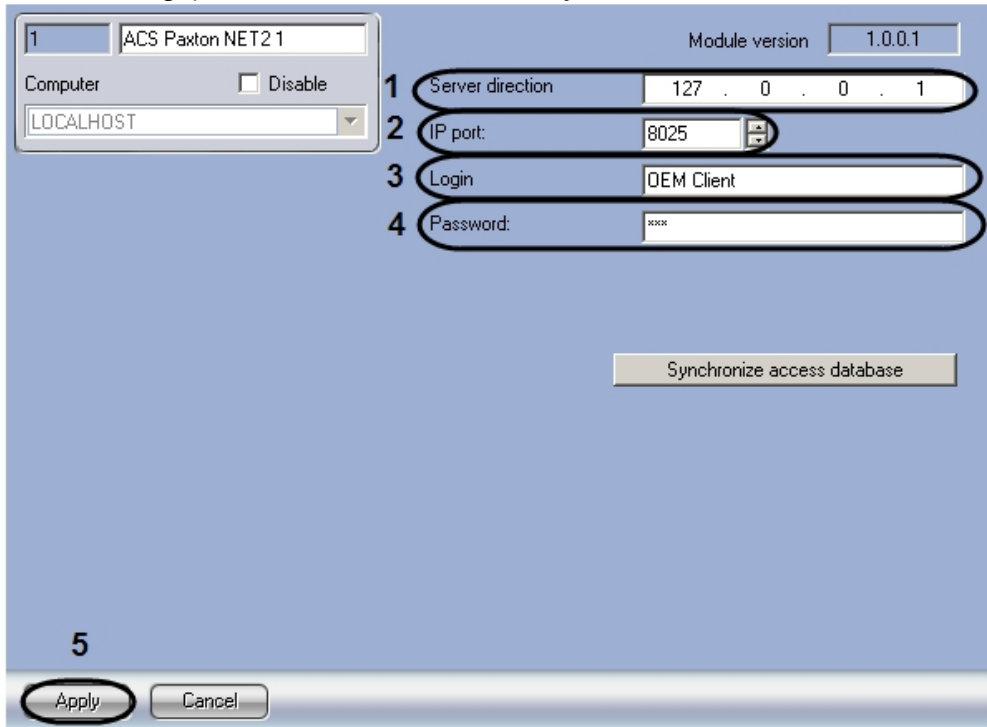 1 ACS Paxton NET2 1
Module version 1.0.0.1
Computer Disable
LOCALHOST
1 Server direction 127 . 0 . 0 . 1
2 IP port: 8025
3 Login OEM Client
4 Password: ***
Synchronize access database
5
Apply Cancel